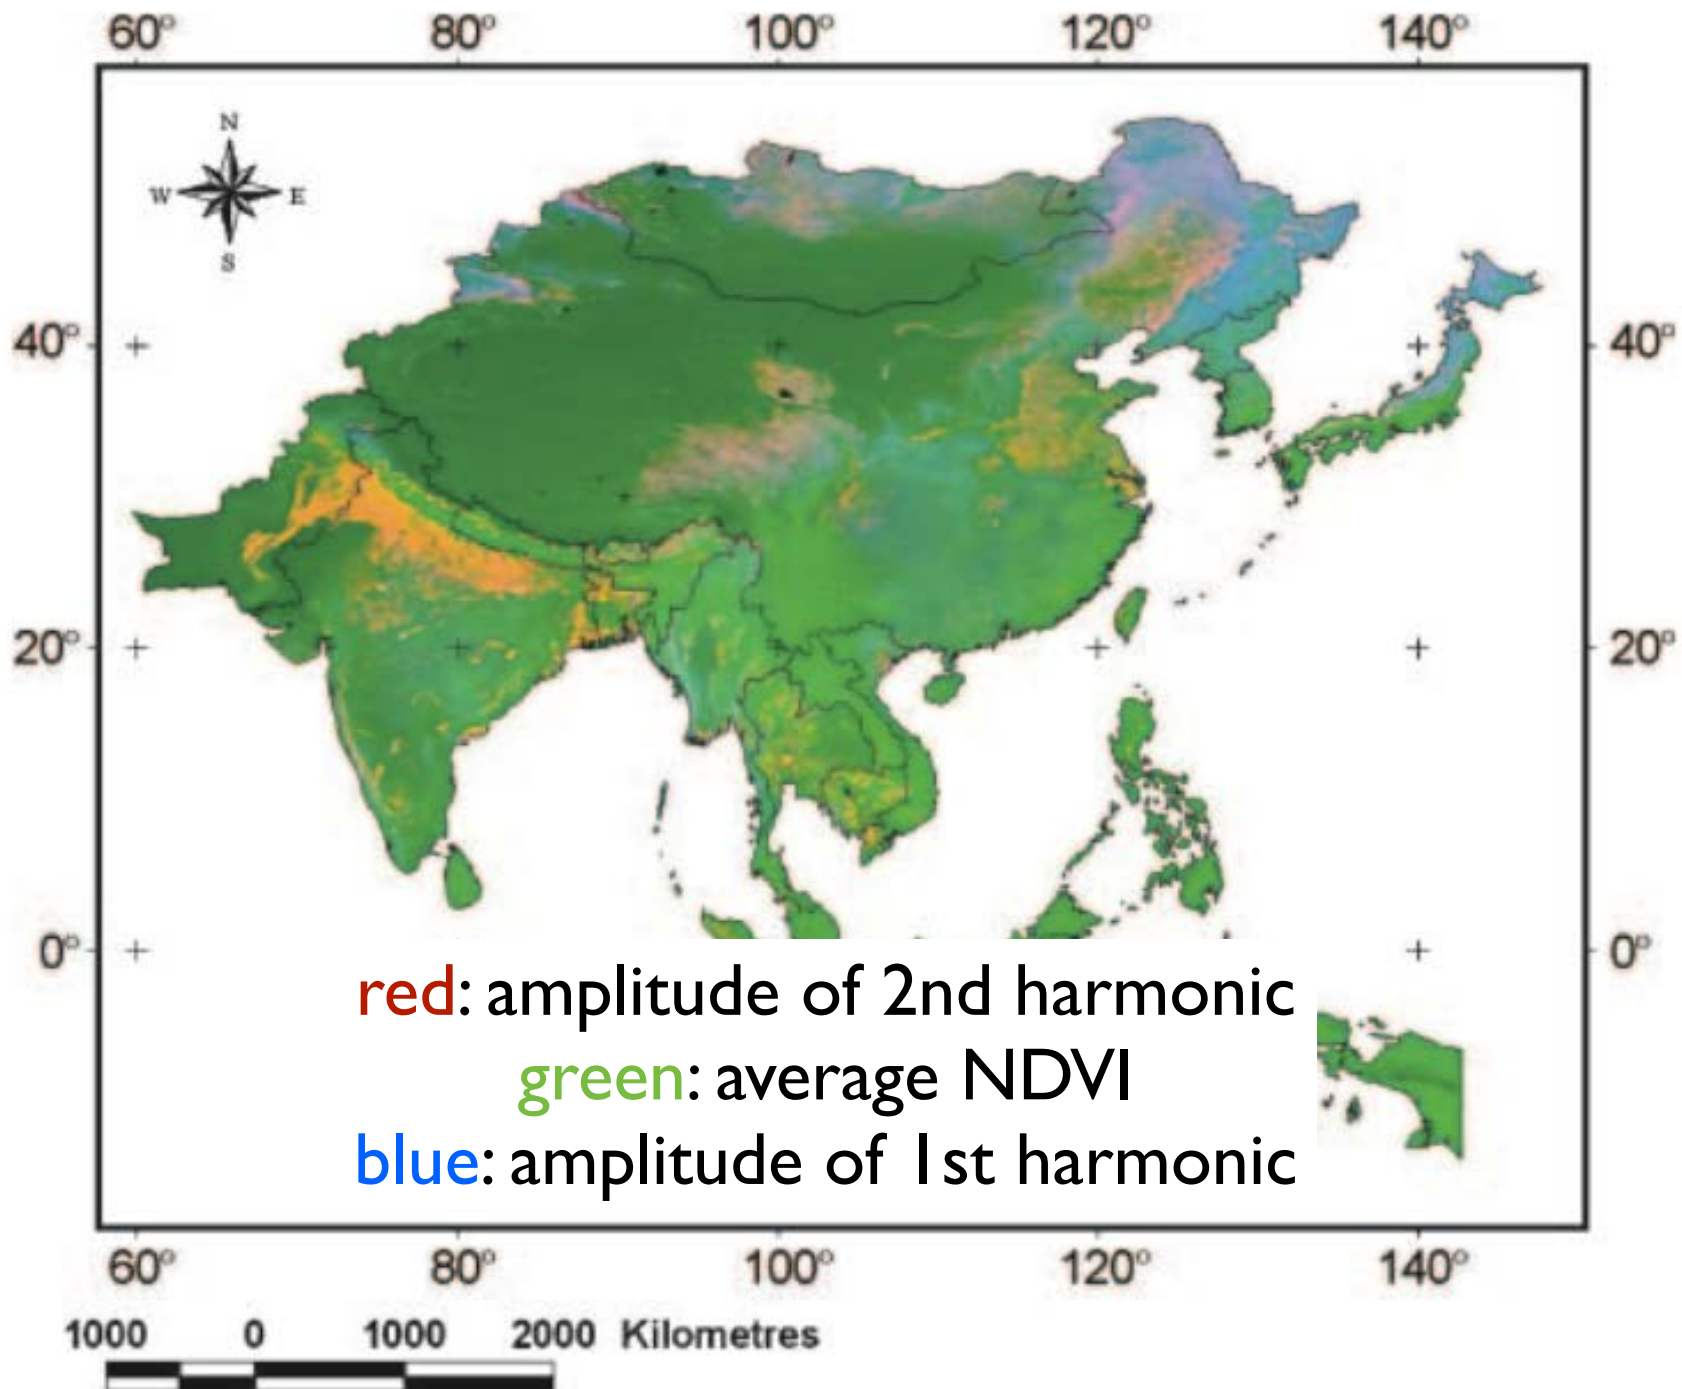 60° 80° 100° 120° 140°
N
W E
S
40° 40°
20° 20°
0° 0°
red: amplitude of 2nd harmonic
green: average NDVI
blue: amplitude of 1st harmonic
60° 80° 100° 120° 140°
1000 0 1000 2000 Kilometres